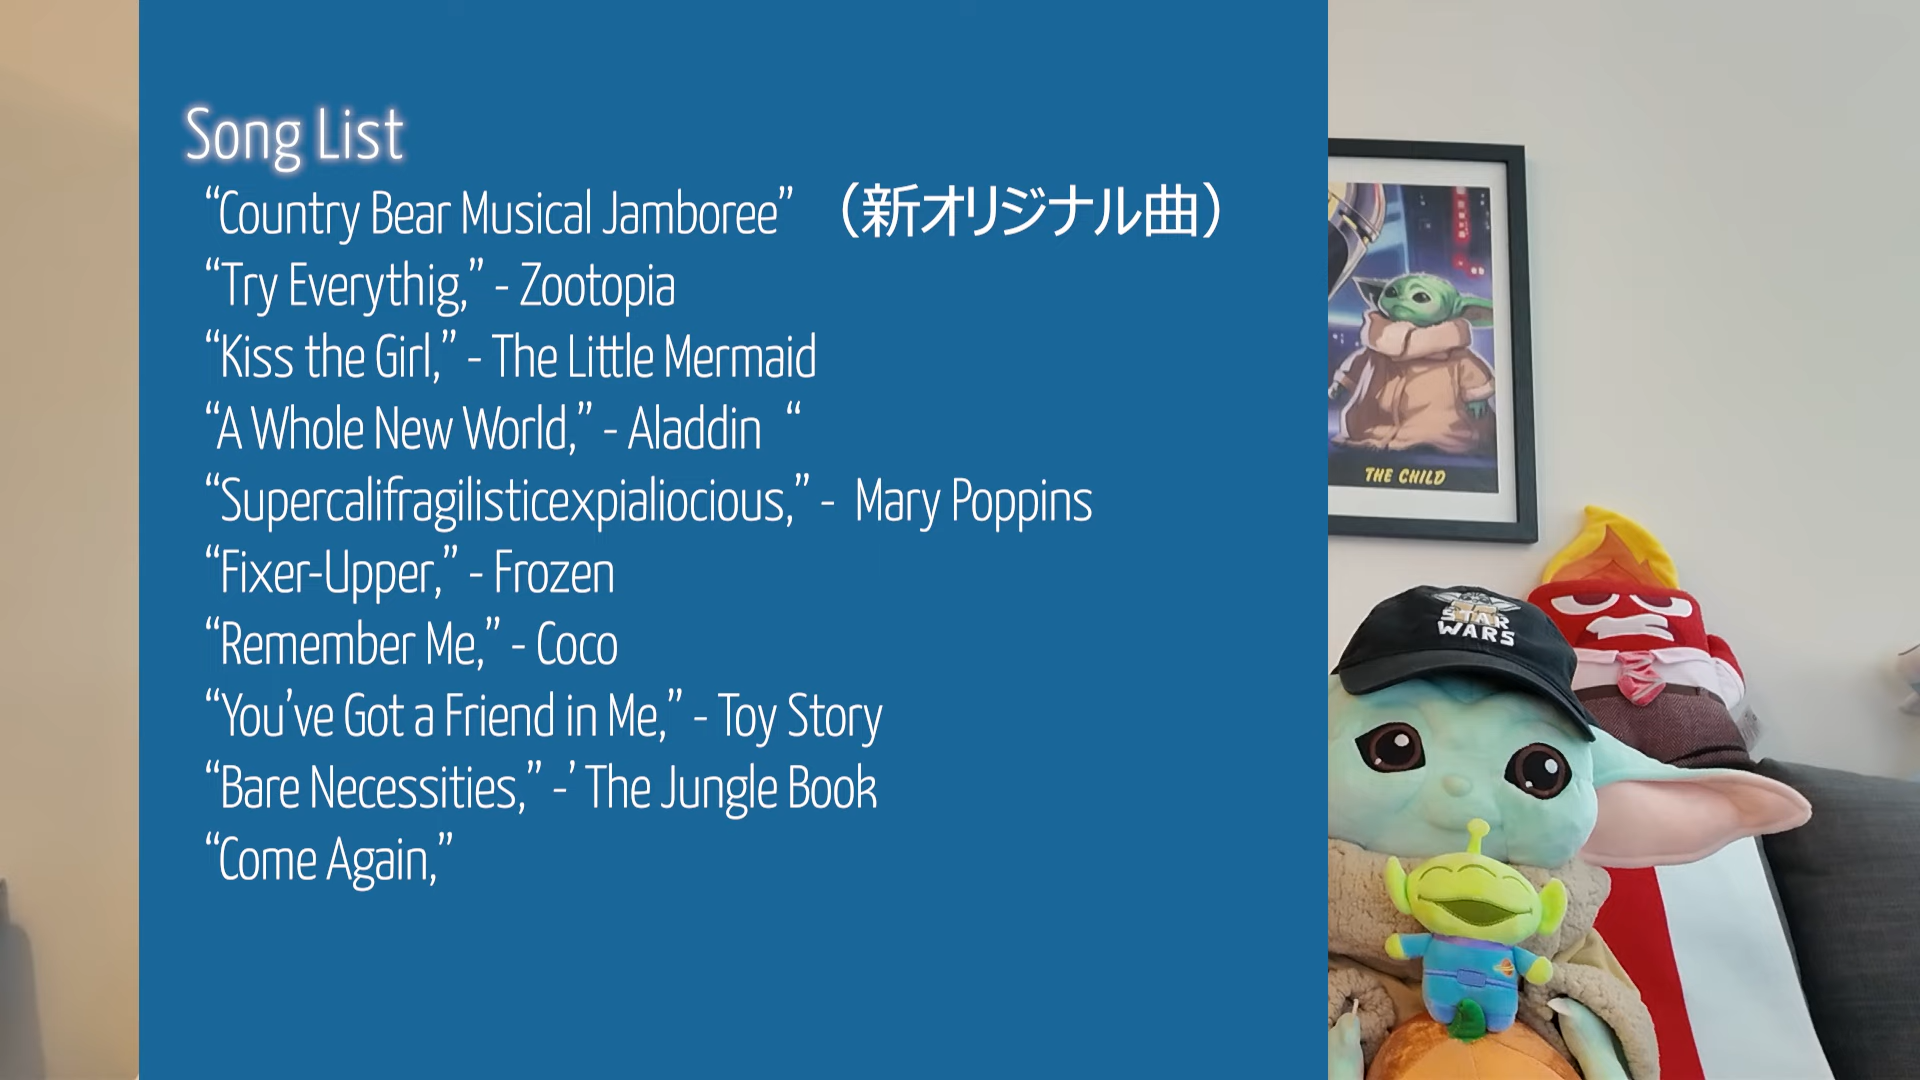 Song List
“Country Bear Musical Jamboree” （新オリジナル曲）
“Try Everythig,” - Zootopia
“Kiss the Girl,” - The Little Mermaid
“A Whole New World,” - Aladdin “
“Supercalifragilisticexpialiocious,” - Mary Poppins
“Fixer-Upper,” - Frozen
“Remember Me,” - Coco
“You’ve Got a Friend in Me,” - Toy Story
“Bare Necessities,” -’ The Jungle Book
“Come Again,”
THE CHILD
STAR
WARS